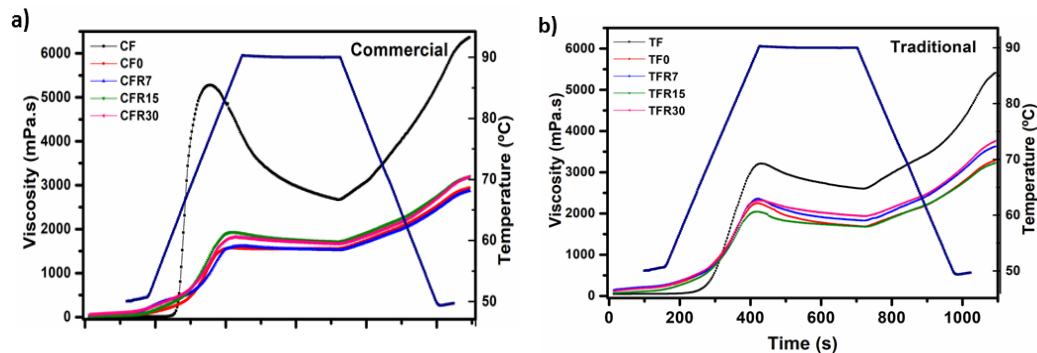 a)
Commercial
CF
CF0
CFR7
CFR15
CFR30
Viscosity (mPa.s)
6000
5000
4000
3000
2000
1000
0
Temperature (ºC)
90
80
70
60
50
b)
Traditional
TF
TF0
TFR7
TFR15
TFR30
Viscosity (mPa.s)
6000
5000
4000
3000
2000
1000
0
Temperature (ºC)
90
80
70
60
50
0 200 400 600 800 1000
Time (s)